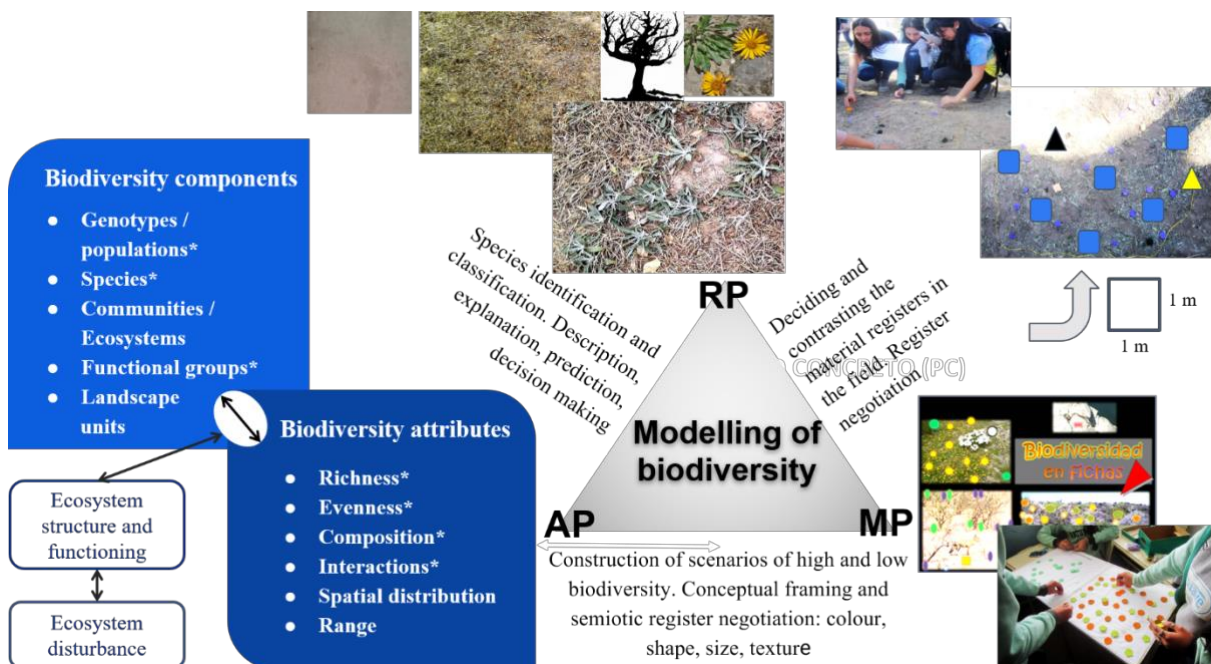 Biodiversity components
● Genotypes /
populations*
● Species*
● Communities /
Ecosystems
● Functional groups*
● Landscape
units
Biodiversity attributes
● Richness*
● Evenness*
● Composition*
● Interactions*
● Spatial distribution
● Range
Ecosystem
structure and
functioning
Ecosystem
disturbance
Species identification and
classification. Description,
explanation, prediction,
decision making
RP
Deciding and
contrasting the
material registers in
the field. Register
negotiation
CONCRETO (PC)
Modelling of
biodiversity
AP
MP
Construction of scenarios of high and low
biodiversity. Conceptual framing and
semiotic register negotiation: colour,
shape, size, texture
1 m
1 m
Biodiversidad
en fichas